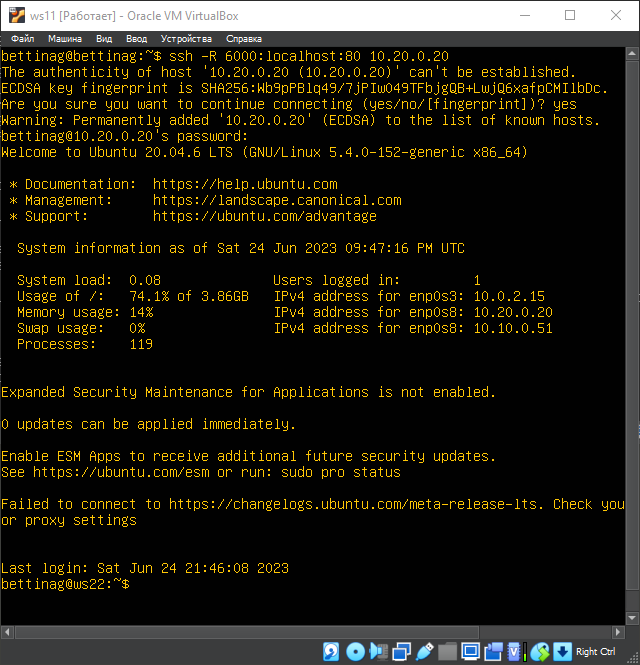 ws11 [Работает] - Oracle VM VirtualBox
Файл Машина Вид Ввод Устройства Справка
bettinag@bettinag:~$ ssh -R 6000:localhost:80 10.20.0.20
The authenticity of host '10.20.0.20 (10.20.0.20)' can't be established.
ECDSA key fingerprint is SHA256:Wb9pPBlq49/7jPIwO49TFbjgQB+LwjQ6xafpCMIlbDc.
Are you sure you want to continue connecting (yes/no/[fingerprint])? yes
Warning: Permanently added '10.20.0.20' (ECDSA) to the list of known hosts.
bettinag@10.20.0.20's password:
Welcome to Ubuntu 20.04.6 LTS (GNU/Linux 5.4.0-152-generic x86_64)
* Documentation:  https://help.ubuntu.com
* Management:     https://landscape.canonical.com
* Support:        https://ubuntu.com/advantage
System information as of Sat 24 Jun 2023 09:47:16 PM UTC
System load:  0.08              Users logged in:         1
Usage of /:   74.1% of 3.86GB   IPv4 address for enp0s3: 10.0.2.15
Memory usage: 14%               IPv4 address for enp0s8: 10.20.0.20
Swap usage:   0%                IPv4 address for enp0s8: 10.10.0.51
Processes:    119
Expanded Security Maintenance for Applications is not enabled.
0 updates can be applied immediately.
Enable ESM Apps to receive additional future security updates.
See https://ubuntu.com/esm or run: sudo pro status
Failed to connect to https://changelogs.ubuntu.com/meta-release-lts. Check you
or proxy settings
Last login: Sat Jun 24 21:46:08 2023
bettinag@ws22:~$
Right Ctrl